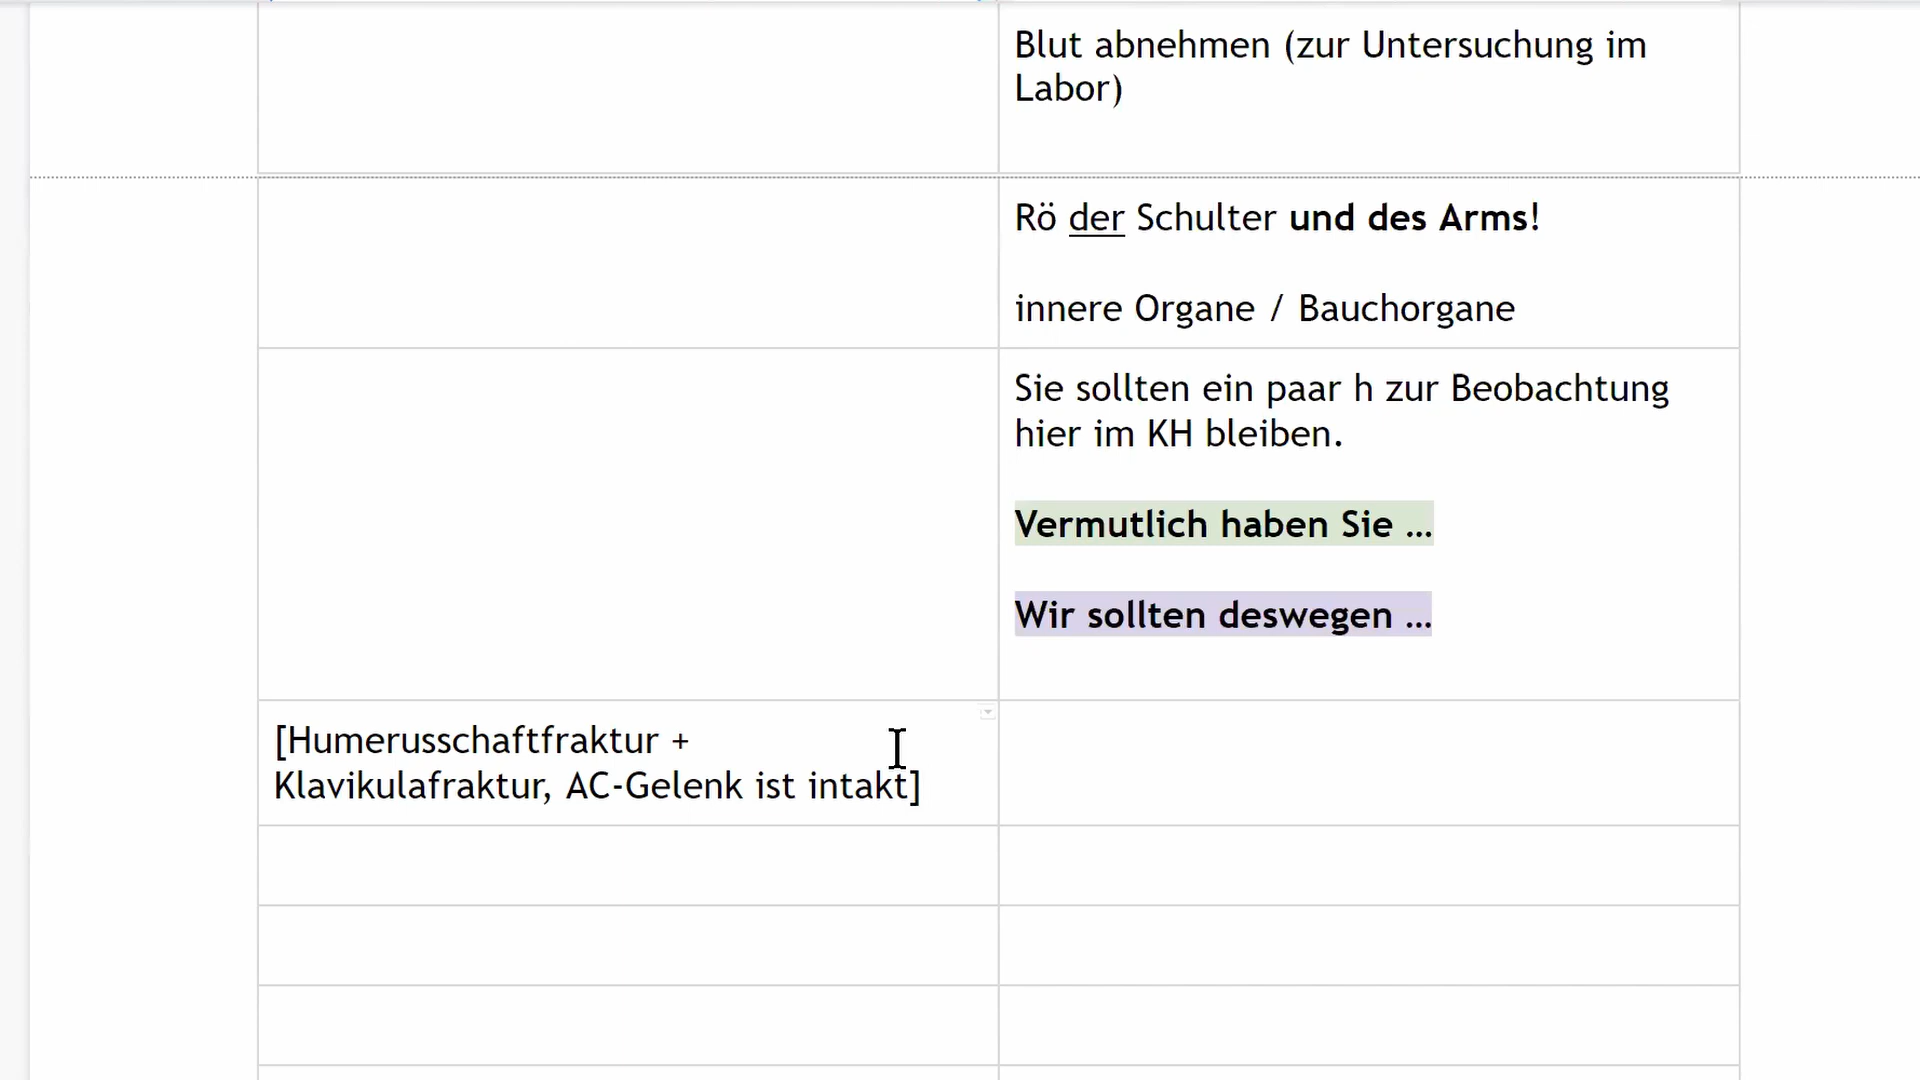 Blut abnehmen (zur Untersuchung im
Labor)
Rö der Schulter und des Arms!
innere Organe / Bauchorgane
Sie sollten ein paar h zur Beobachtung
hier im KH bleiben.
Vermutlich haben Sie ...
Wir sollten deswegen ...
[Humerusschaftfraktur +
Klavikulafraktur, AC-Gelenk ist intakt]